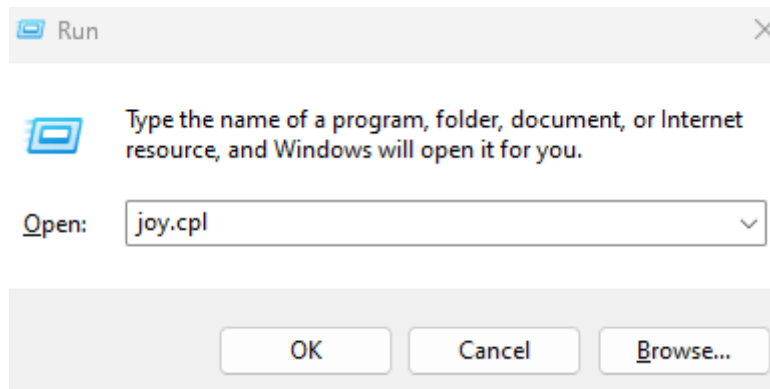 Run
Type the name of a program, folder, document, or Internet
resource, and Windows will open it for you.
Open: joy.cpl
OK Cancel Browse...